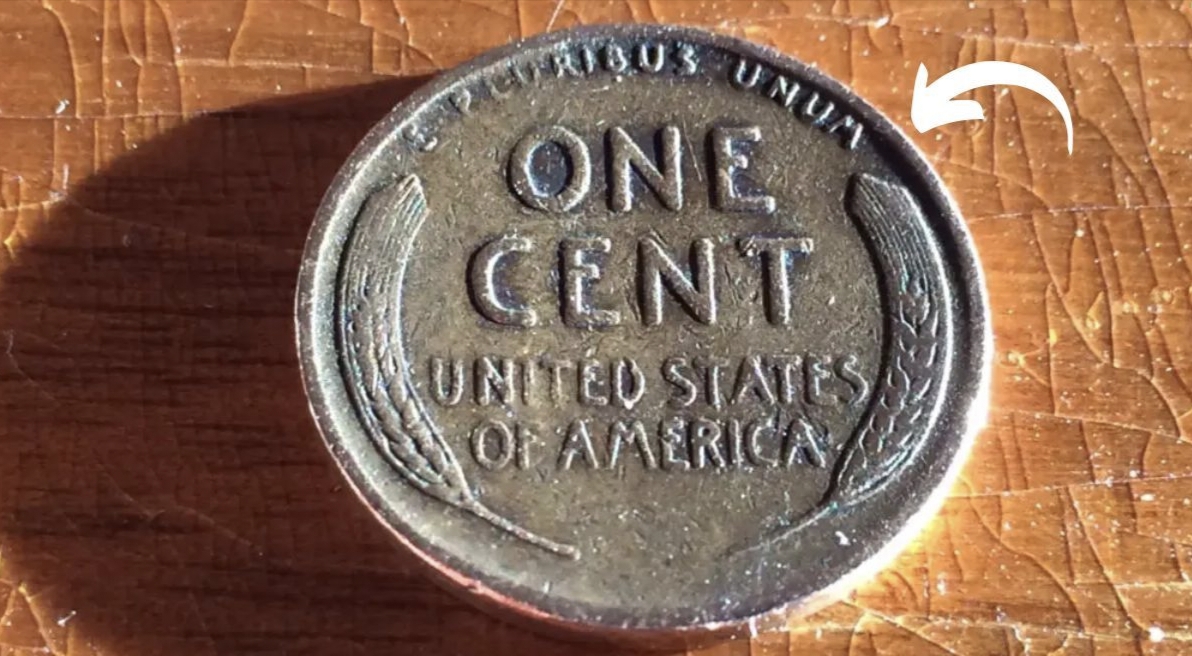 E PLURIBUS UNUM
ONE
CENT
UNITED STATES
OF AMERICA